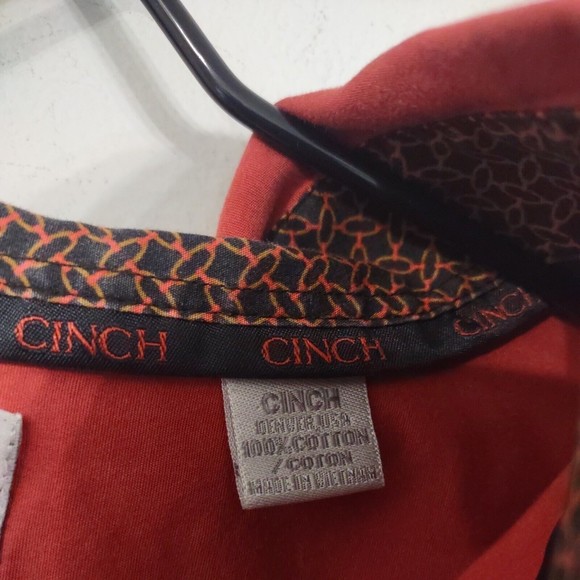 CINCH CINCH CINCH
CINCH
DENVER USA
100% COTTON
/ COTON
MADE IN VIETNAM